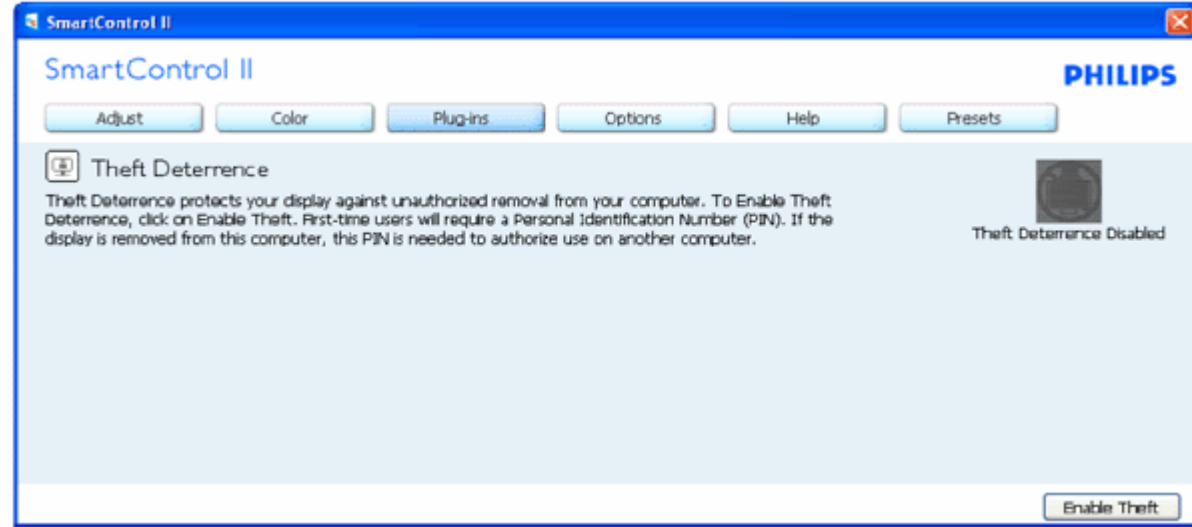 SmartControl II
SmartControl II
PHILIPS
Adjust Color Plug-ins Options Help Presets
Theft Deterrence
Theft Deterrence protects your display against unauthorized removal from your computer. To Enable Theft
Deterrence, click on Enable Theft. First-time users will require a Personal Identification Number (PIN). If the
display is removed from this computer, this PIN is needed to authorize use on another computer.
Theft Deterrence Disabled
Enable Theft